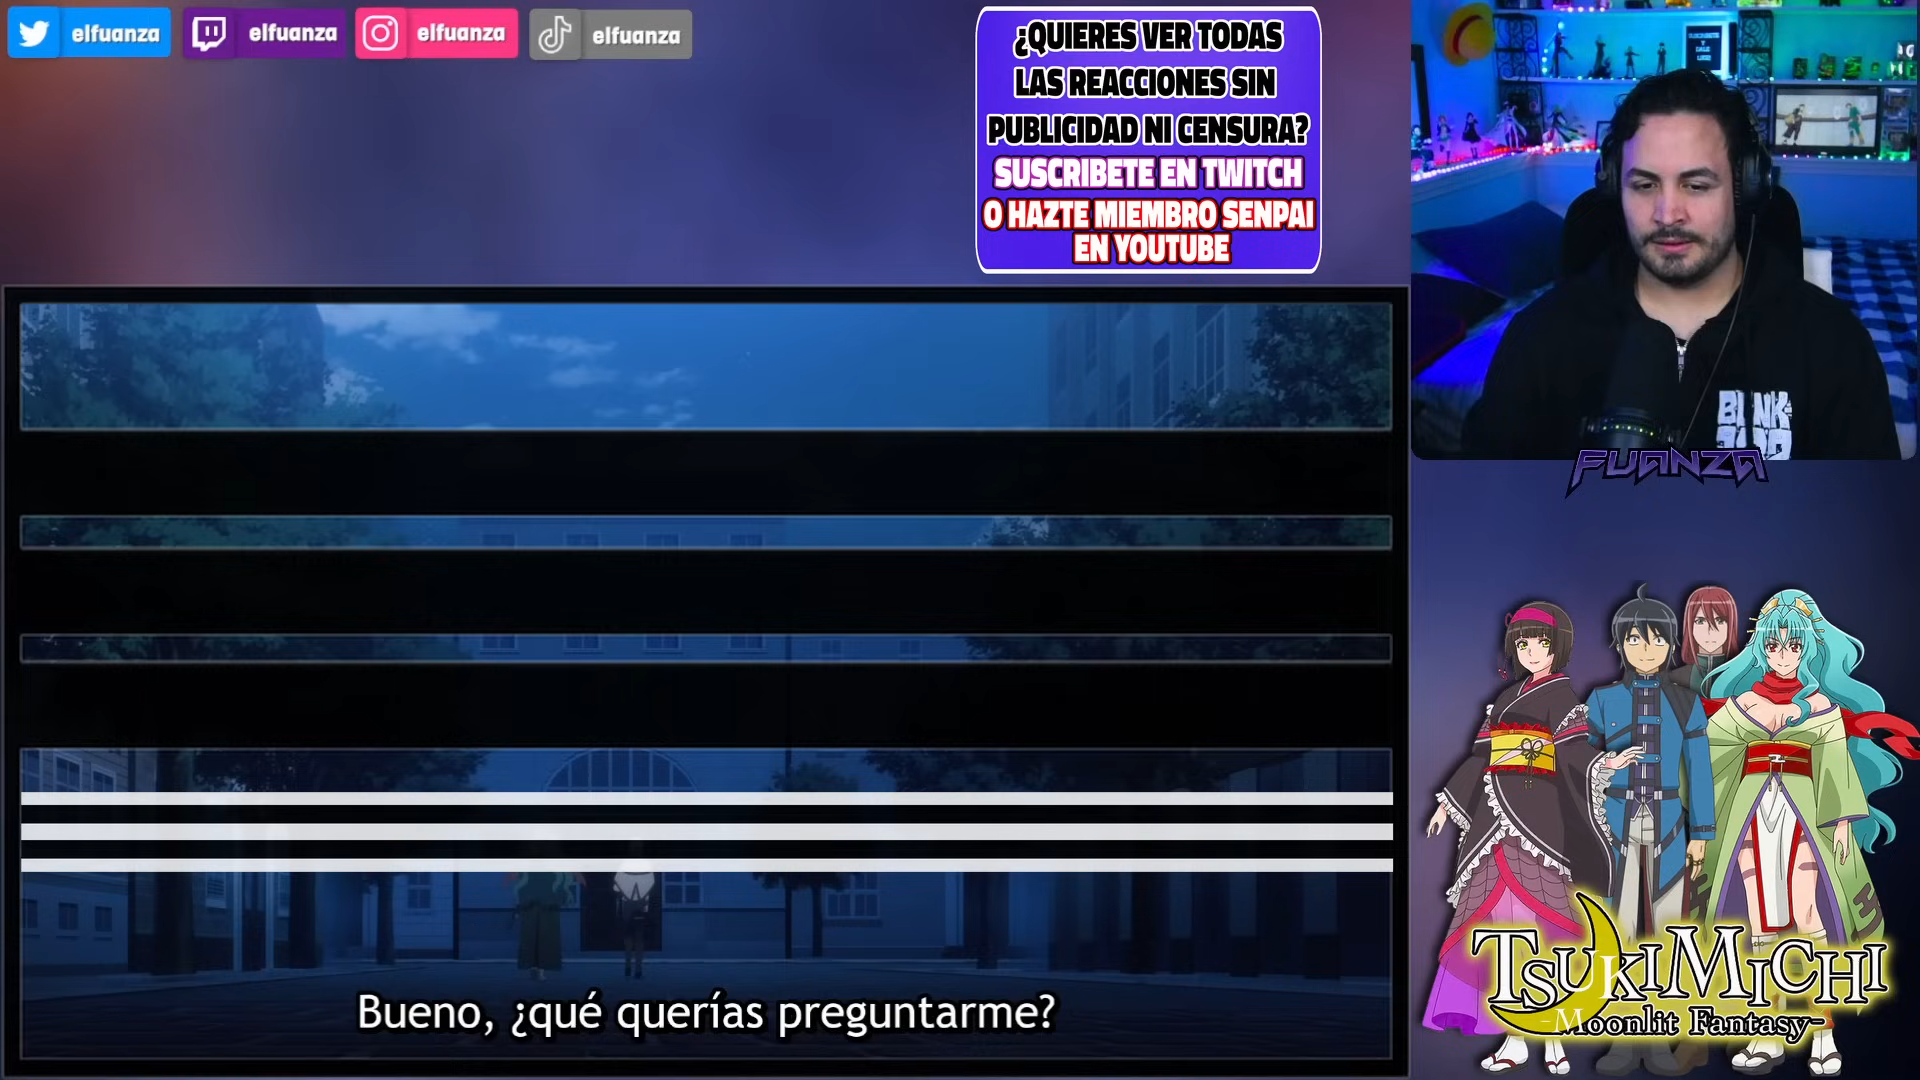 elfuanza
elfuanza
elfuanza
elfuanza
¿QUIERES VER TODAS
LAS REACCIONES SIN
PUBLICIDAD NI CENSURA?
SUSCRIBETE EN TWITCH
O HAZTE MIEMBRO SENPAI
EN YOUTUBE
FUANZA
Bueno, ¿qué querías preguntarme?
TSUKIMICHI
-Moonlit Fantasy-